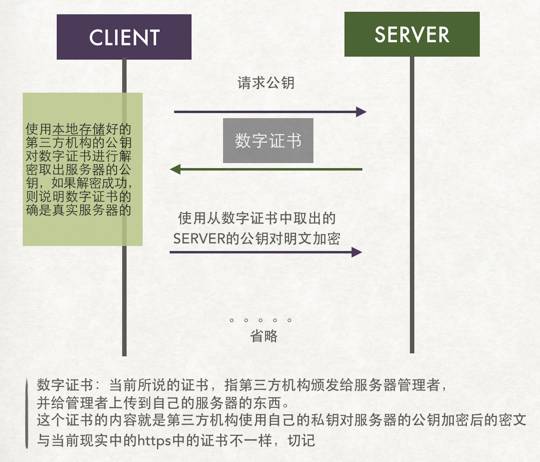 CLIENT
SERVER
请求公钥
数字证书
使用本地存储好的
第三方机构的公钥
对数字证书进行解
密取出服务器的公
钥，如果解密成功，
则说明数字证书的
确是真实服务器的
使用从数字证书中取出的
SERVER的公钥对明文加密
。。。。。
省略
数字证书：当前所说的证书，指第三方机构颁发给服务器管理者，
并给管理者上传到自己的服务器的东西。
这个证书的内容就是第三方机构使用自己的私钥对服务器的公钥加密后的密文
与当前现实中的https中的证书不一样，切记